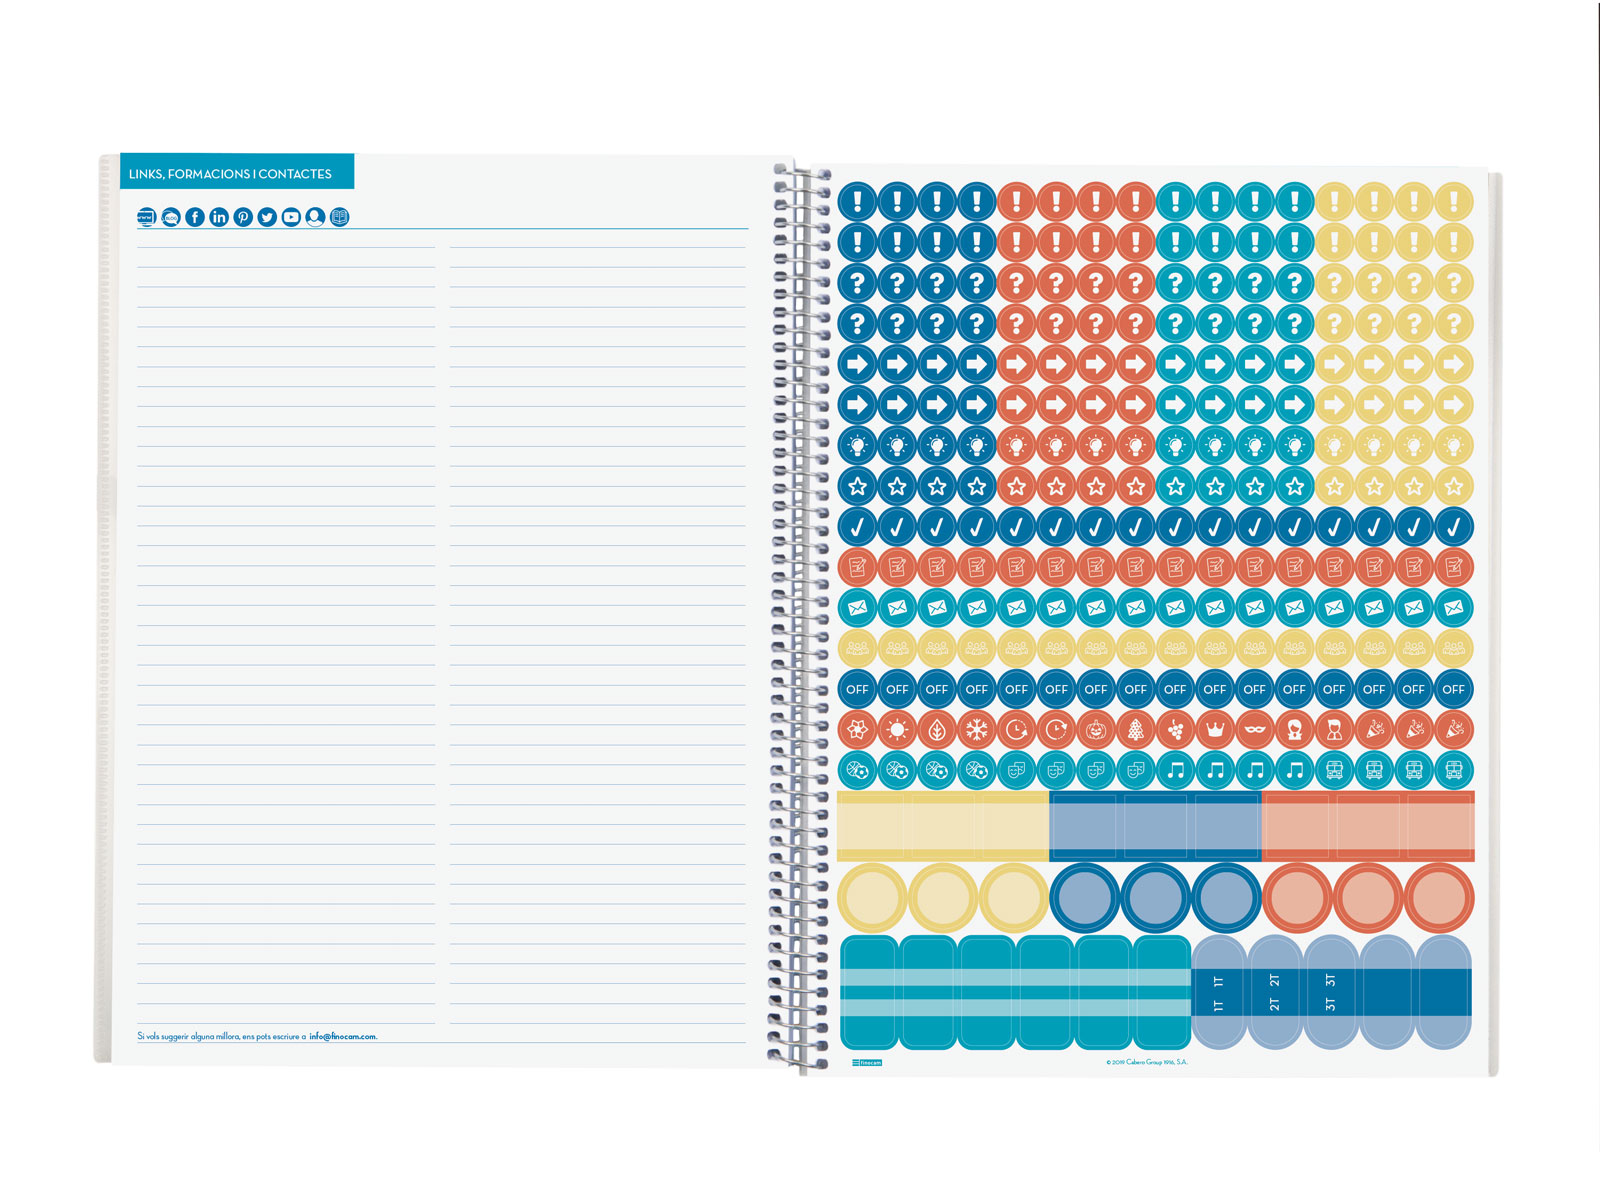 LINKS, FORMACIONS I CONTACTES
WWW BLOG
Si vols suggerir alguna millora, ens pots escriure a info@finocam.com.
! ! ! ! ! ! ! ! ! ! ! ! ! ! ! !
! ! ! ! ! ! ! ! ! ! ! ! ! ! ! !
? ? ? ? ? ? ? ? ? ? ? ? ? ? ? ?
? ? ? ? ? ? ? ? ? ? ? ? ? ? ? ?
OFF OFF OFF OFF OFF OFF OFF OFF OFF OFF OFF OFF OFF OFF OFF OFF
1T 2T 3T
1T 2T 3T
finocam
© 2019 Cabero Group 1916, S.A.